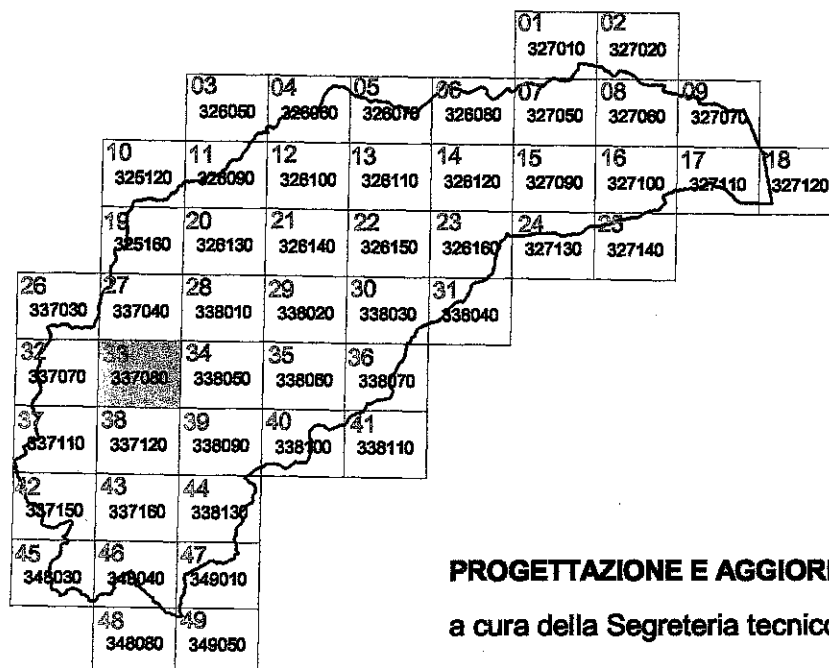 01 02
327010 327020
03 04 05 06 07 08 09
326050 326060 326070 326080 327050 327060 327070
10 11 12 13 14 15 16 17 18
325120 326090 326100 326110 326120 327090 327100 327110 327120
19 20 21 22 23 24 25
325160 326130 326140 326150 326160 327130 327140
26 27 28 29 30 31
337030 337040 338010 338020 338030 338040
32 33 34 35 36
337070 337080 338050 338060 338070
37 38 39 40 41
337110 337120 338090 338100 338110
42 43 44
337150 337160 338130
45 46 47
348030 348040 349010
48 49
348080 349050
PROGETTAZIONE E AGGIOR
a cura della Segreteria tecnico